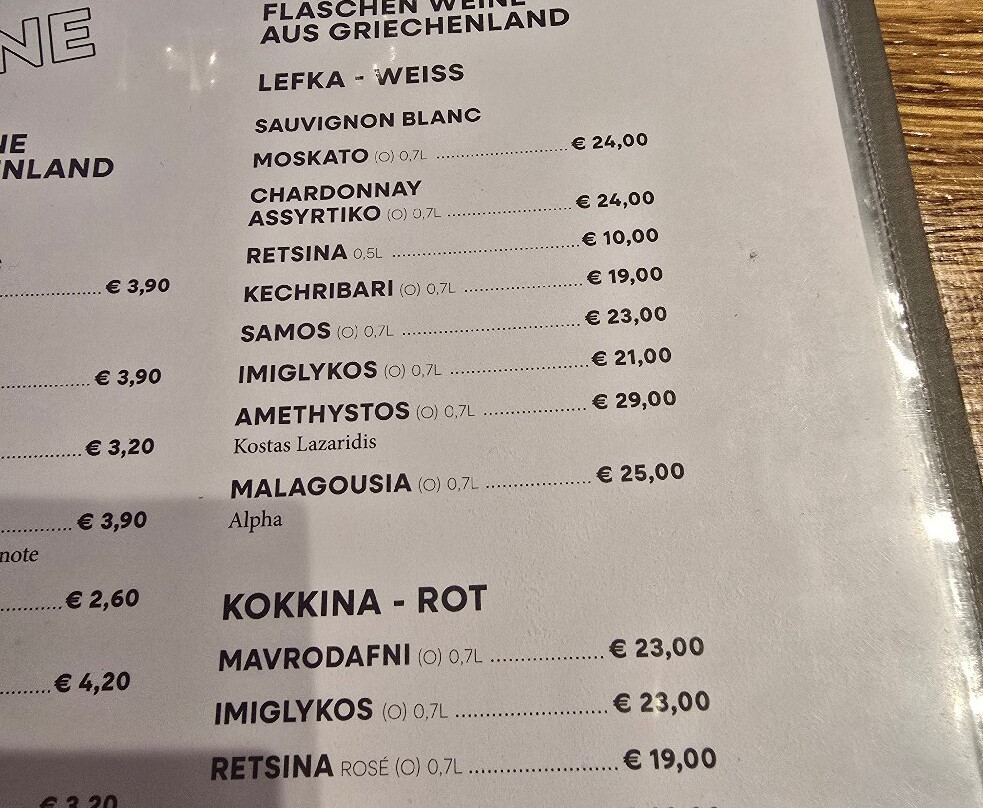 NE
NE
NLAND
€ 3,90
€ 3,90
€ 3,20
€ 3,90
note
€ 2,60
€ 4,20
€ 3,20
FLASCHEN WEINE
AUS GRIECHENLAND
LEFKA - WEISS
SAUVIGNON BLANC
MOSKATO (O) 0,7L € 24,00
CHARDONNAY
ASSYRTIKO (O) 0,7L € 24,00
RETSINA 0,5L € 10,00
KECHRIBARI (O) 0,7L € 19,00
SAMOS (O) 0,7L € 23,00
IMIGLYKOS (O) 0,7L € 21,00
AMETHYSTOS (O) 0,7L € 29,00
Kostas Lazaridis
MALAGOUSIA (O) 0,7L € 25,00
Alpha
KOKKINA - ROT
MAVRODAFNI (O) 0,7L € 23,00
IMIGLYKOS (O) 0,7L € 23,00
RETSINA ROSÉ (O) 0,7L € 19,00